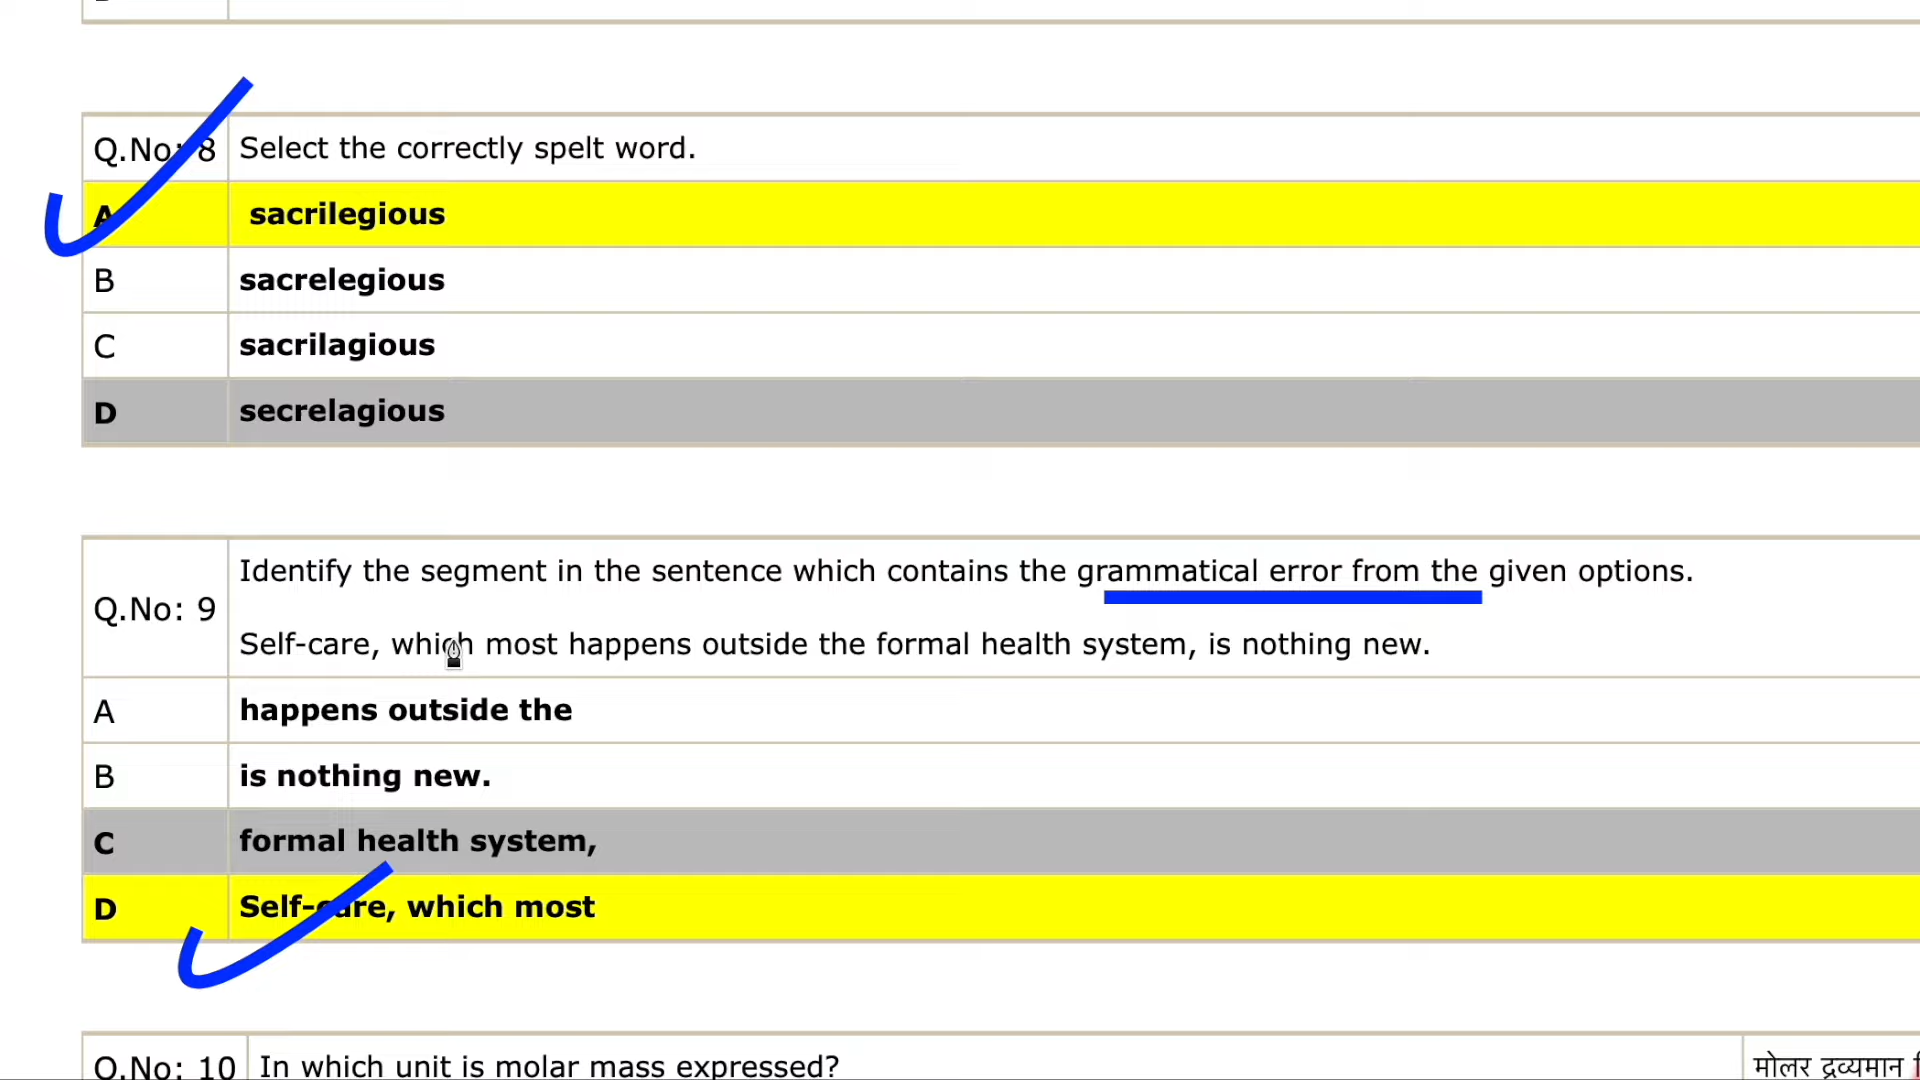 Q.No: 8 Select the correctly spelt word.
A sacrilegious
B sacrelegious
C sacrilagious
D secrelagious
Identify the segment in the sentence which contains the grammatical error from the given options.
Q.No: 9
Self-care, which most happens outside the formal health system, is nothing new.
A happens outside the
B is nothing new.
C formal health system,
D Self-care, which most
Q.No: 10 In which unit is molar mass expressed? मोलर द्रव्यमान